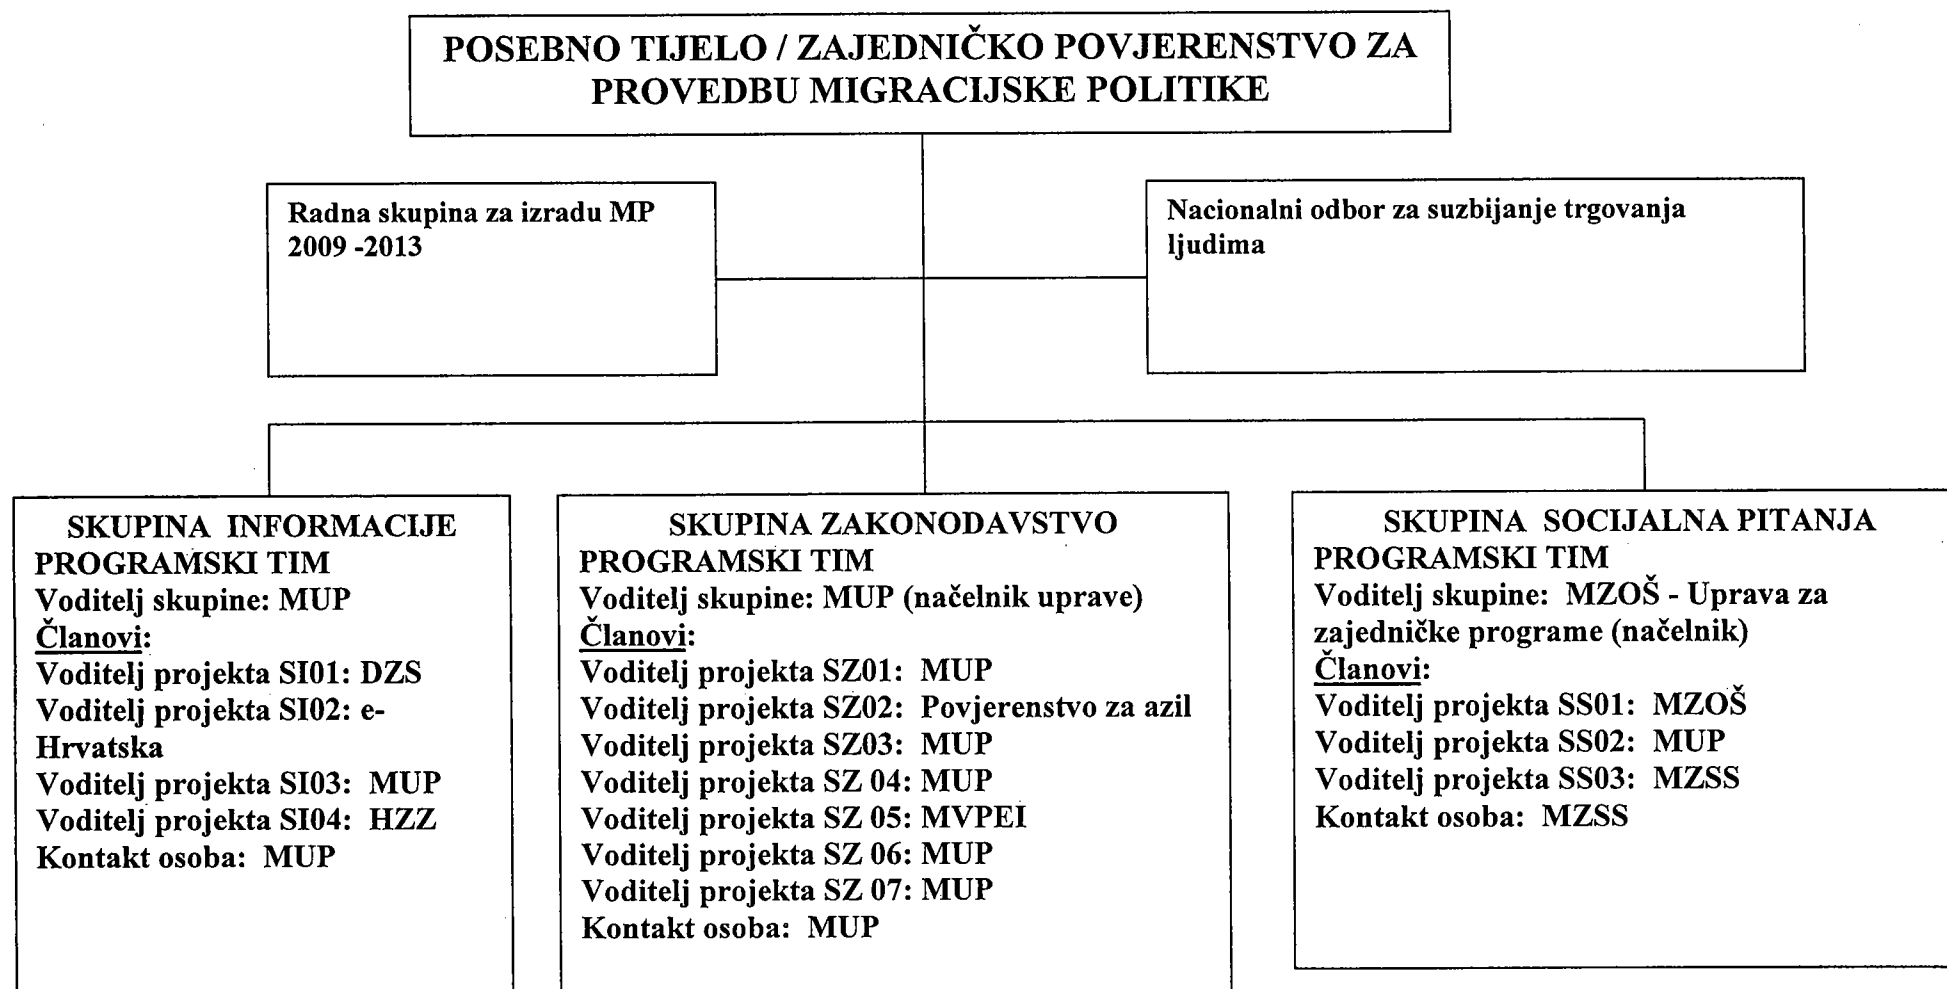 POSEBNO TIJELO / ZAJEDNIČKO POVJERENSTVO ZA
PROVEDBU MIGRACIJSKE POLITIKE
Radna skupina za izradu MP
2009 -2013
Nacionalni odbor za suzbijanje trgovanja
ljudima
SKUPINA INFORMACIJE
PROGRAMSKI TIM
Voditelj skupine: MUP
Članovi:
Voditelj projekta SI01: DZS
Voditelj projekta SI02: e-
Hrvatska
Voditelj projekta SI03: MUP
Voditelj projekta SI04: HZZ
Kontakt osoba: MUP
SKUPINA ZAKONODAVSTVO
PROGRAMSKI TIM
Voditelj skupine: MUP (načelnik uprave)
Članovi:
Voditelj projekta SZ01: MUP
Voditelj projekta SZ02: Povjerenstvo za azil
Voditelj projekta SZ03: MUP
Voditelj projekta SZ 04: MUP
Voditelj projekta SZ 05: MVPEI
Voditelj projekta SZ 06: MUP
Voditelj projekta SZ 07: MUP
Kontakt osoba: MUP
SKUPINA SOCIJALNA PITANJA
PROGRAMSKI TIM
Voditelj skupine: MZOŠ - Uprava za
zajedničke programe (načelnik)
Članovi:
Voditelj projekta SS01: MZOŠ
Voditelj projekta SS02: MUP
Voditelj projekta SS03: MZSS
Kontakt osoba: MZSS